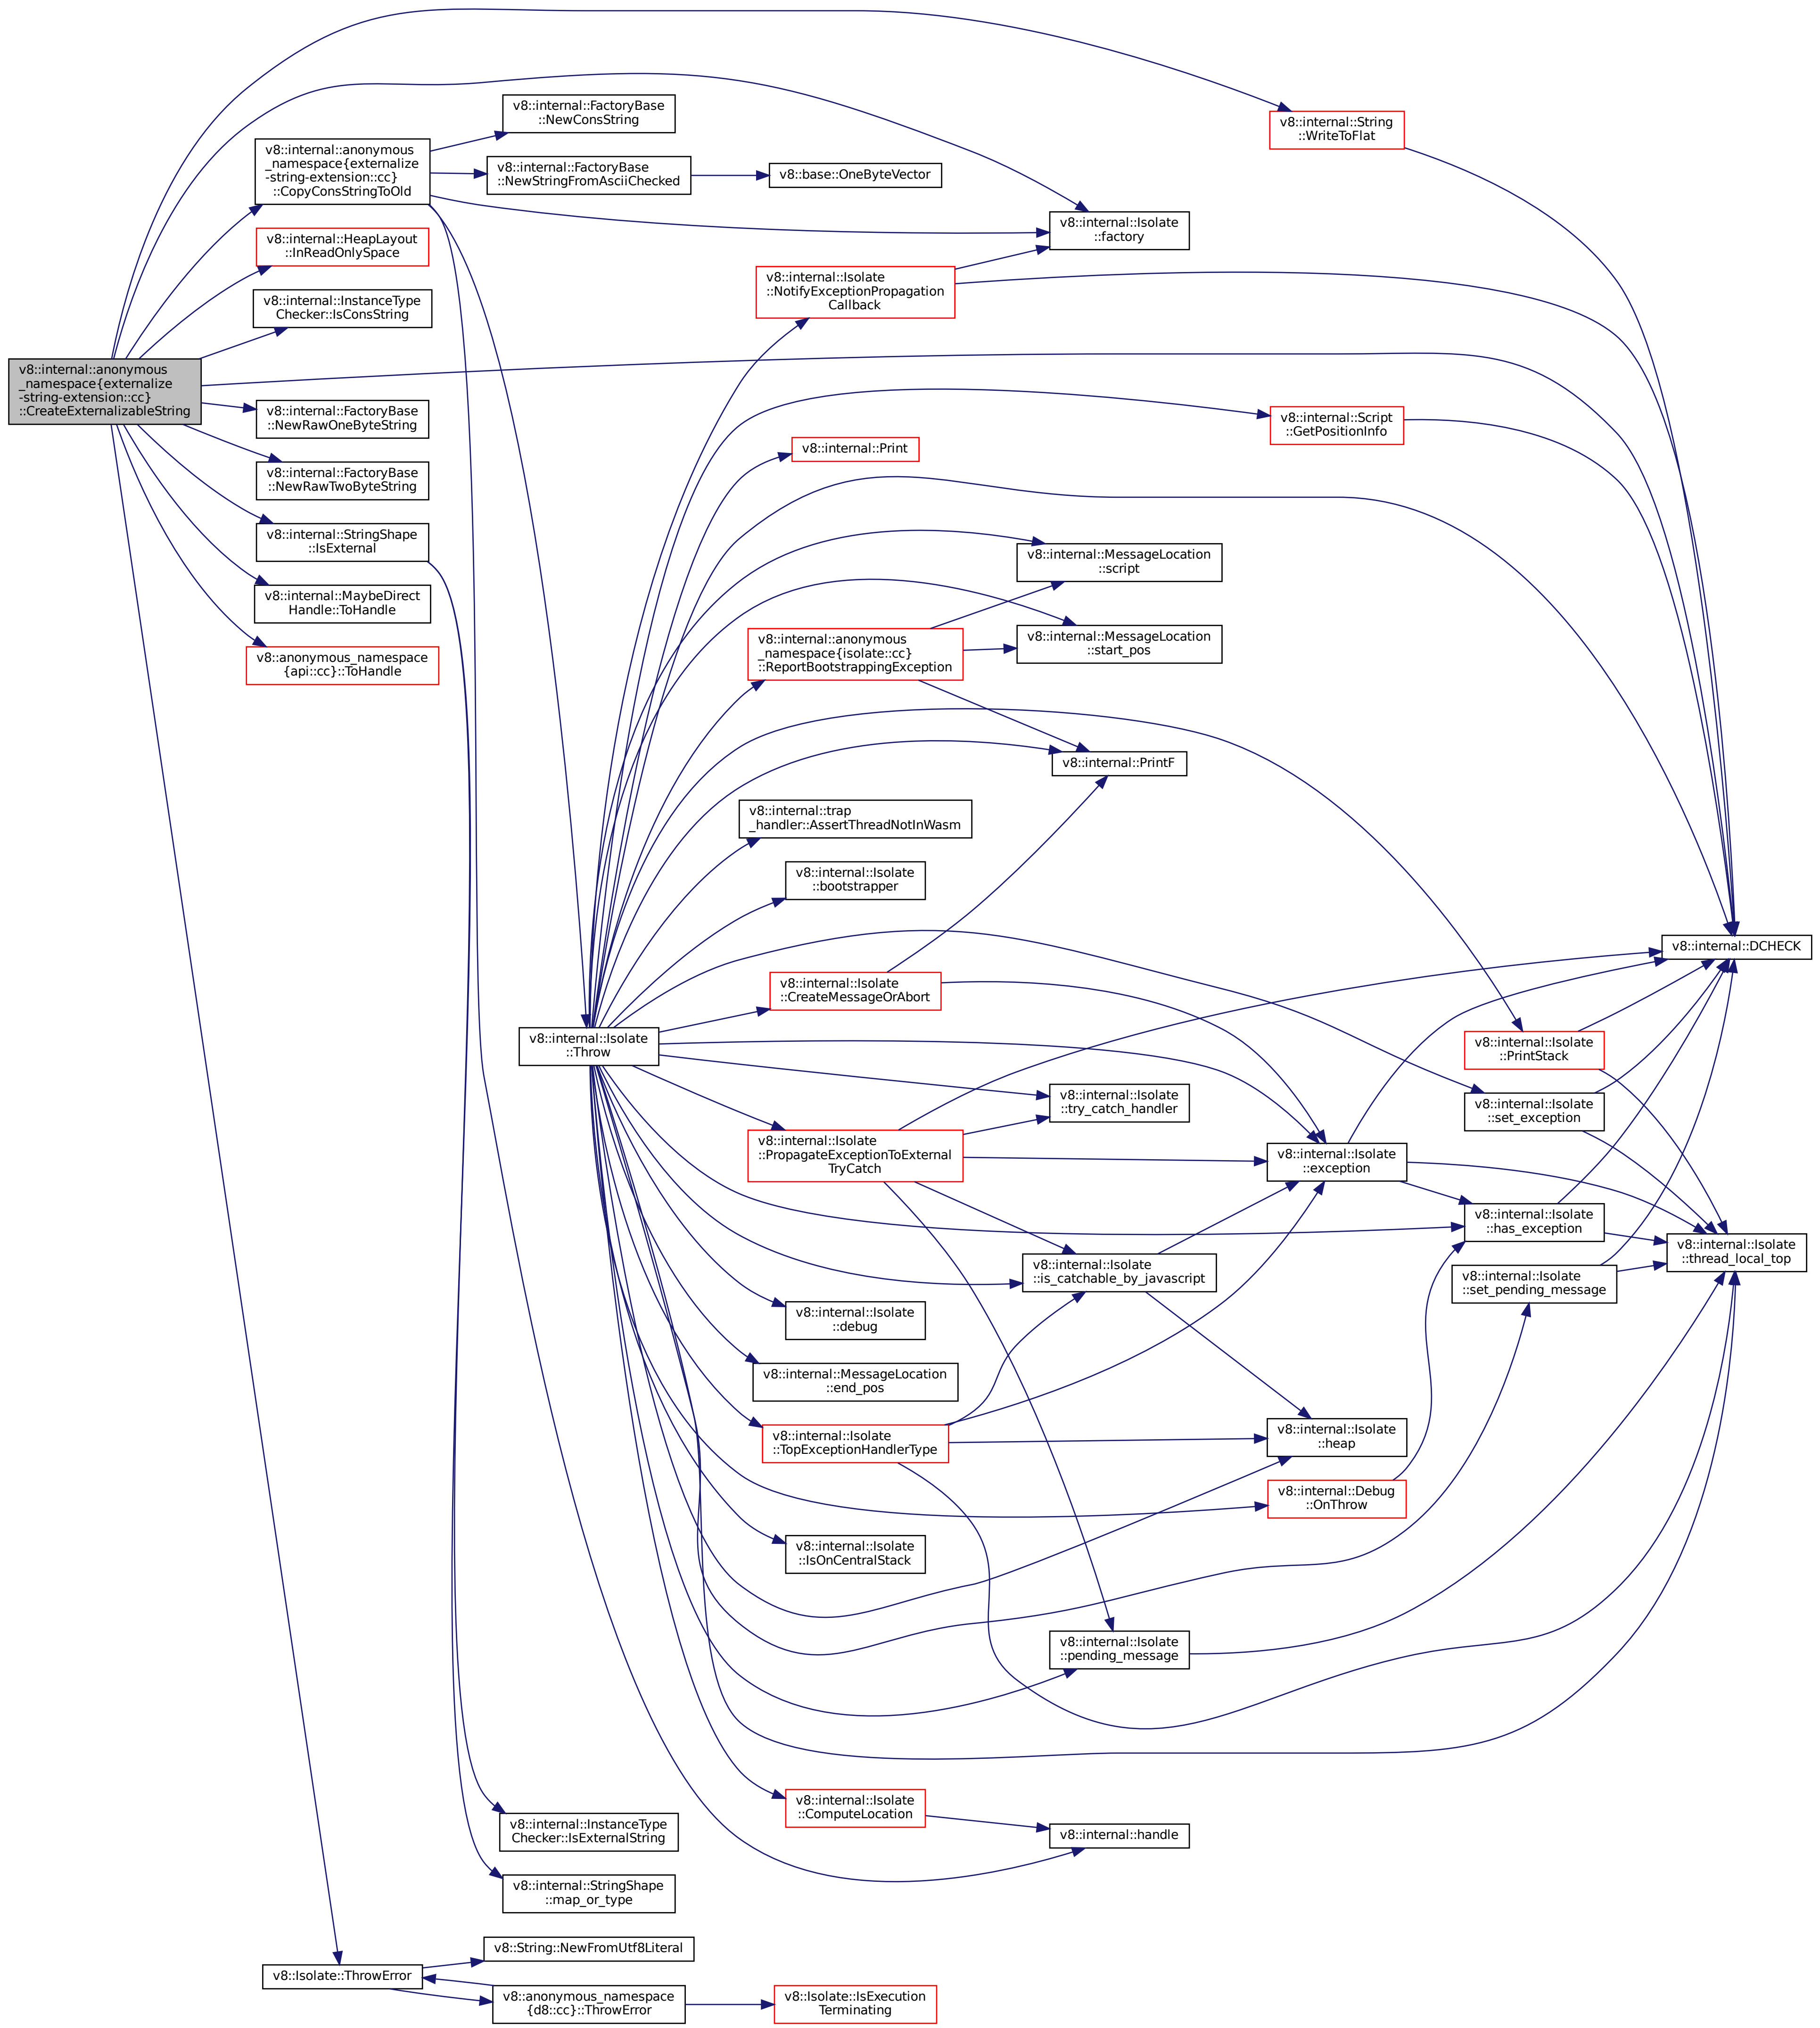 v8::internal::anonymous
_namespace{externalize
-string-extension::cc}
::CreateExternalizableString
v8::internal::anonymous
_namespace{externalize
-string-extension::cc}
::CopyConsStringToOld
v8::internal::HeapLayout
::InReadOnlySpace
v8::internal::InstanceType
Checker::IsConsString
v8::internal::FactoryBase
::NewRawOneByteString
v8::internal::FactoryBase
::NewRawTwoByteString
v8::internal::StringShape
::IsExternal
v8::internal::MaybeDirect
Handle::ToHandle
v8::anonymous_namespace
{api::cc}::ToHandle
v8::Isolate::ThrowError
v8::internal::FactoryBase
::NewConsString
v8::internal::FactoryBase
::NewStringFromAsciiChecked
v8::base::OneByteVector
v8::internal::Isolate
::factory
v8::internal::String
::WriteToFlat
v8::internal::Isolate
::NotifyExceptionPropagation
Callback
v8::internal::Script
::GetPositionInfo
v8::internal::Print
v8::internal::MessageLocation
::script
v8::internal::anonymous
_namespace{isolate::cc}
::ReportBootstrappingException
v8::internal::MessageLocation
::start_pos
v8::internal::PrintF
v8::internal::trap
_handler::AssertThreadNotInWasm
v8::internal::Isolate
::bootstrapper
v8::internal::Isolate
::CreateMessageOrAbort
v8::internal::DCHECK
v8::internal::Isolate
::Throw
v8::internal::Isolate
::PrintStack
v8::internal::Isolate
::try_catch_handler
v8::internal::Isolate
::set_exception
v8::internal::Isolate
::PropagateExceptionToExternal
TryCatch
v8::internal::Isolate
::exception
v8::internal::Isolate
::has_exception
v8::internal::Isolate
::thread_local_top
v8::internal::Isolate
::is_catchable_by_javascript
v8::internal::Isolate
::set_pending_message
v8::internal::Isolate
::debug
v8::internal::MessageLocation
::end_pos
v8::internal::Isolate
::TopExceptionHandlerType
v8::internal::Isolate
::heap
v8::internal::Debug
::OnThrow
v8::internal::Isolate
::IsOnCentralStack
v8::internal::Isolate
::pending_message
v8::internal::Isolate
::ComputeLocation
v8::internal::handle
v8::internal::InstanceType
Checker::IsExternalString
v8::internal::StringShape
::map_or_type
v8::String::NewFromUtf8Literal
v8::anonymous_namespace
{d8::cc}::ThrowError
v8::Isolate::IsExecution
Terminating